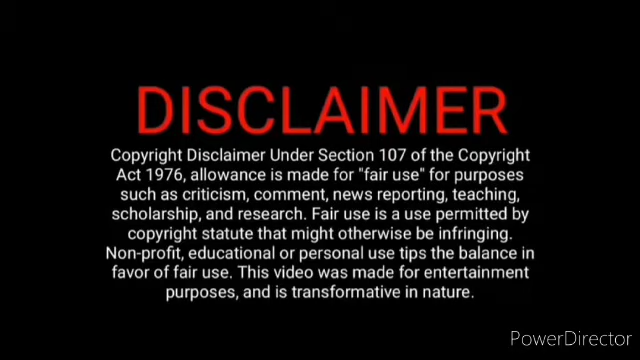 DISCLAIMER
Copyright Disclaimer Under Section 107 of the Copyright
Act 1976, allowance is made for "fair use" for purposes
such as criticism, comment, news reporting, teaching,
scholarship, and research. Fair use is a use permitted by
copyright statute that might otherwise be infringing.
Non-profit, educational or personal use tips the balance in
favor of fair use. This video was made for entertainment
purposes, and is transformative in nature.
PowerDirector